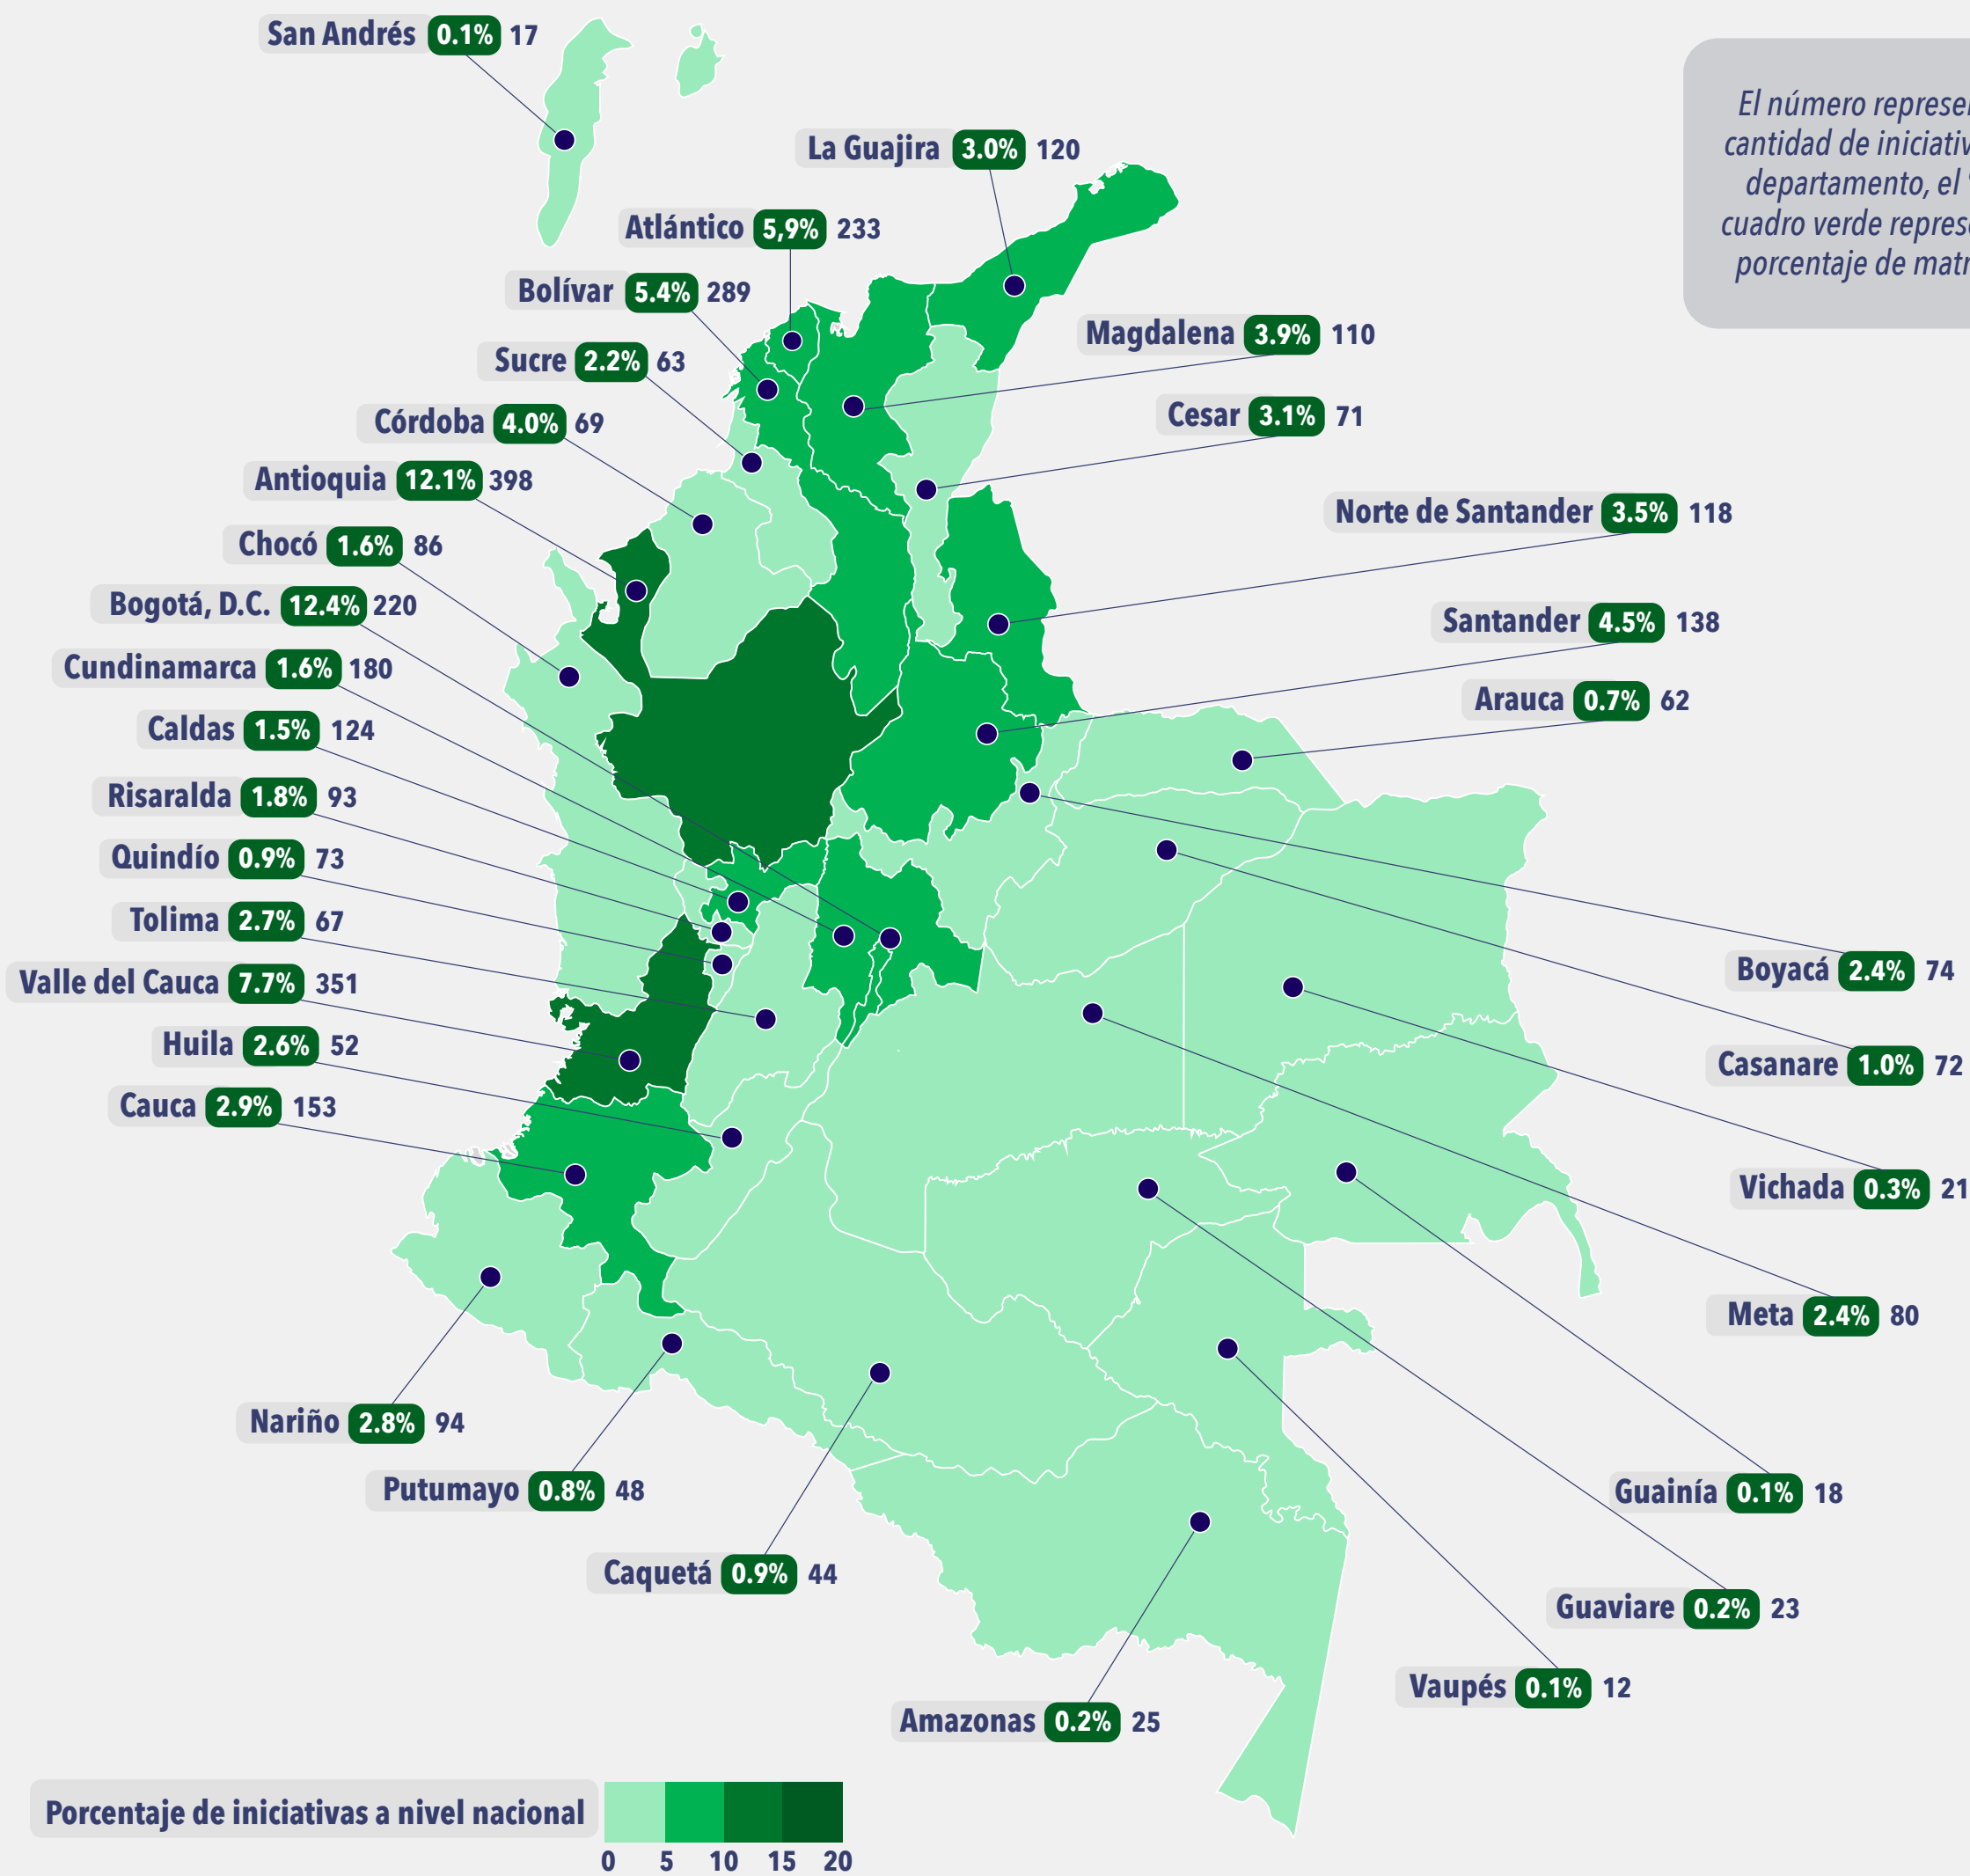 San Andrés 0.1% 17
El número represe
cantidad de iniciativ
departamento, el
cuadro verde repres
porcentaje de matr
La Guajira 3.0% 120
Atlántico 5,9% 233
Bolívar 5.4% 289
Magdalena 3.9% 110
Sucre 2.2% 63
Cesar 3.1% 71
Córdoba 4.0% 69
Antioquia 12.1% 398
Norte de Santander 3.5% 118
Chocó 1.6% 86
Bogotá, D.C. 12.4% 220
Santander 4.5% 138
Cundinamarca 1.6% 180
Arauca 0.7% 62
Caldas 1.5% 124
Risaralda 1.8% 93
Quindío 0.9% 73
Tolima 2.7% 67
Boyacá 2.4% 74
Valle del Cauca 7.7% 351
Huila 2.6% 52
Casanare 1.0% 72
Cauca 2.9% 153
Vichada 0.3% 21
Meta 2.4% 80
Nariño 2.8% 94
Putumayo 0.8% 48
Guainía 0.1% 18
Caquetá 0.9% 44
Guaviare 0.2% 23
Vaupés 0.1% 12
Amazonas 0.2% 25
Porcentaje de iniciativas a nivel nacional
0 5 10 15 20